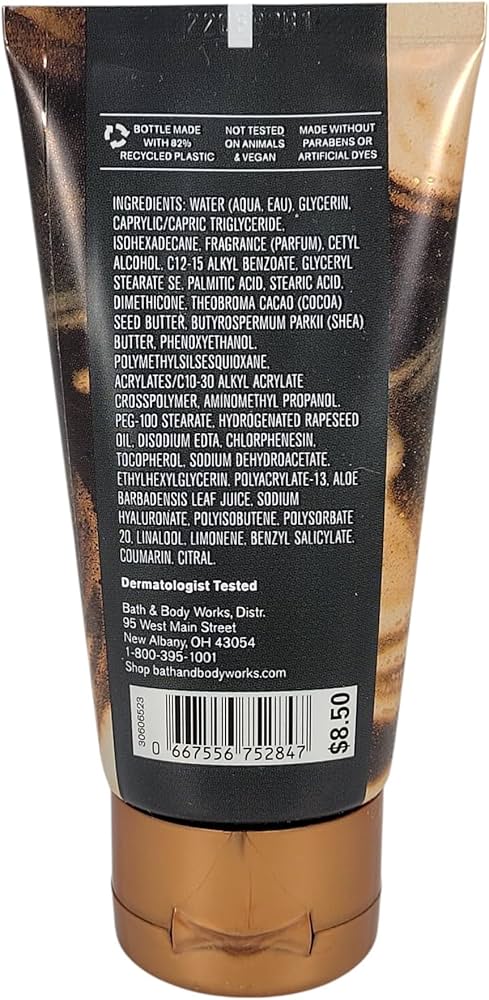 BOTTLE MADE
WITH 82%
RECYCLED PLASTIC
NOT TESTED
ON ANIMALS
& VEGAN
MADE WITHOUT
PARABENS OR
ARTIFICIAL DYES
INGREDIENTS: WATER (AQUA, EAU), GLYCERIN,
CAPRYLIC/CAPRIC TRIGLYCERIDE,
ISOHEXADECANE, FRAGRANCE (PARFUM), CETYL
ALCOHOL, C12-15 ALKYL BENZOATE, GLYCERYL
STEARATE SE, PALMITIC ACID, STEARIC ACID,
DIMETHICONE, THEOBROMA CACAO (COCOA)
SEED BUTTER, BUTYROSPERMUM PARKII (SHEA)
BUTTER, PHENOXYETHANOL,
POLYMETHYLSILSESQUIOXANE,
ACRYLATES/C10-30 ALKYL ACRYLATE
CROSSPOLYMER, AMINOMETHYL PROPANOL,
PEG-100 STEARATE, HYDROGENATED RAPESEED
OIL, DISODIUM EDTA, CHLORPHENESIN,
TOCOPHEROL, SODIUM DEHYDROACETATE,
ETHYLHEXYLGLYCERIN, POLYACRYLATE-13, ALOE
BARBADENSIS LEAF JUICE, SODIUM
HYALURONATE, POLYISOBUTENE, POLYSORBATE
20, LINALOOL, LIMONENE, BENZYL SALICYLATE,
COUMARIN, CITRAL.
Dermatologist Tested
Bath & Body Works, Distr.
95 West Main Street
New Albany, OH 43054
1-800-395-1001
Shop bathandbodyworks.com
30606523
0 667556 752847
$8.50